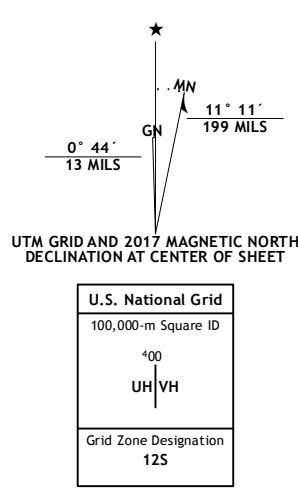 ★
MN
GN
11° 11´
199 MILS
0° 44´
13 MILS
UTM GRID AND 2017 MAGNETIC NORTH
DECLINATION AT CENTER OF SHEET
U.S. National Grid
100,000-m Square ID
⁴00
UH VH
Grid Zone Designation
12S